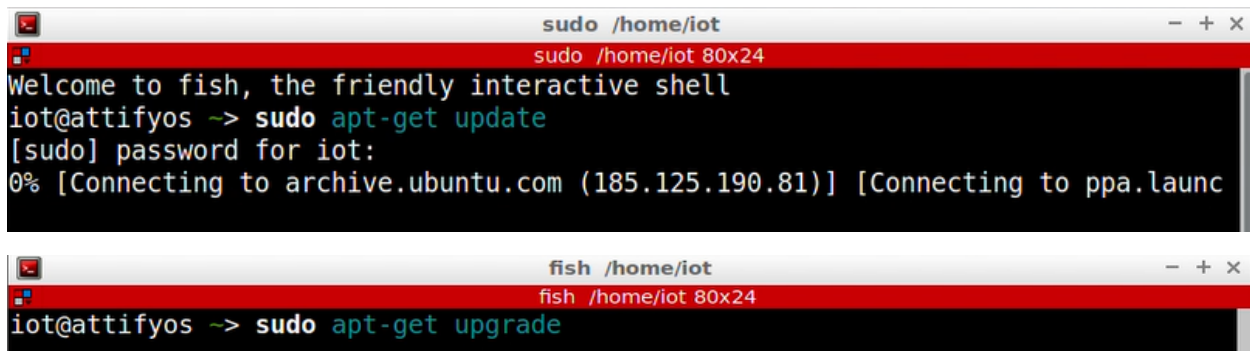 sudo /home/iot
sudo /home/iot 80x24
Welcome to fish, the friendly interactive shell
iot@attifyos ~> sudo apt-get update
[sudo] password for iot:
0% [Connecting to archive.ubuntu.com (185.125.190.81)] [Connecting to ppa.launc
fish /home/iot
fish /home/iot 80x24
iot@attifyos ~> sudo apt-get upgrade